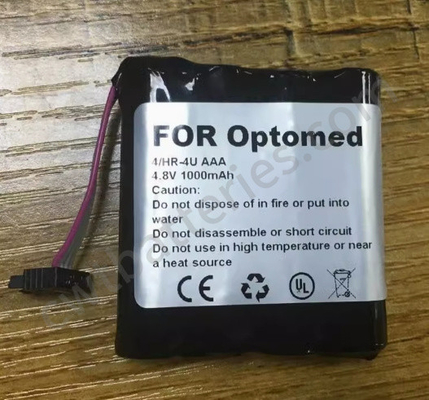 FOR Optomed
4/HR-4U AAA
4.8V 1000mAh
Caution:
Do not dispose of in fire or put into
water
Do not disassemble or short circuit
Do not use in high temperature or near
a heat source
CE
UL